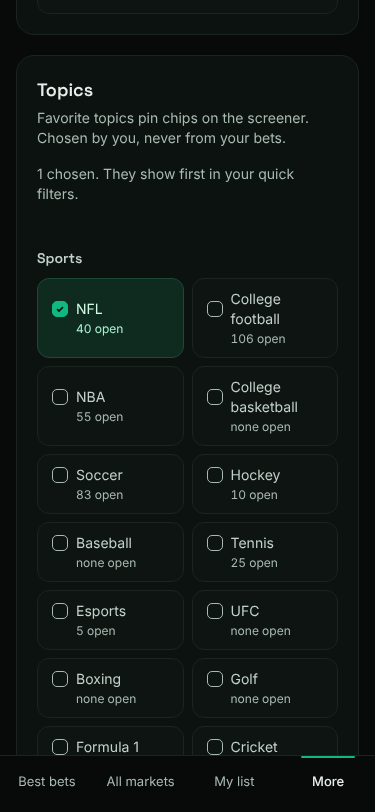 Topics
Favorite topics pin chips on the screener.
Chosen by you, never from your bets.
1 chosen. They show first in your quick
filters.
Sports
NFL
40 open
College
football
106 open
NBA
55 open
College
basketball
none open
Soccer
83 open
Hockey
10 open
Baseball
none open
Tennis
25 open
Esports
5 open
UFC
none open
Boxing
none open
Golf
none open
Formula 1
Cricket
Best bets
All markets
My list
More